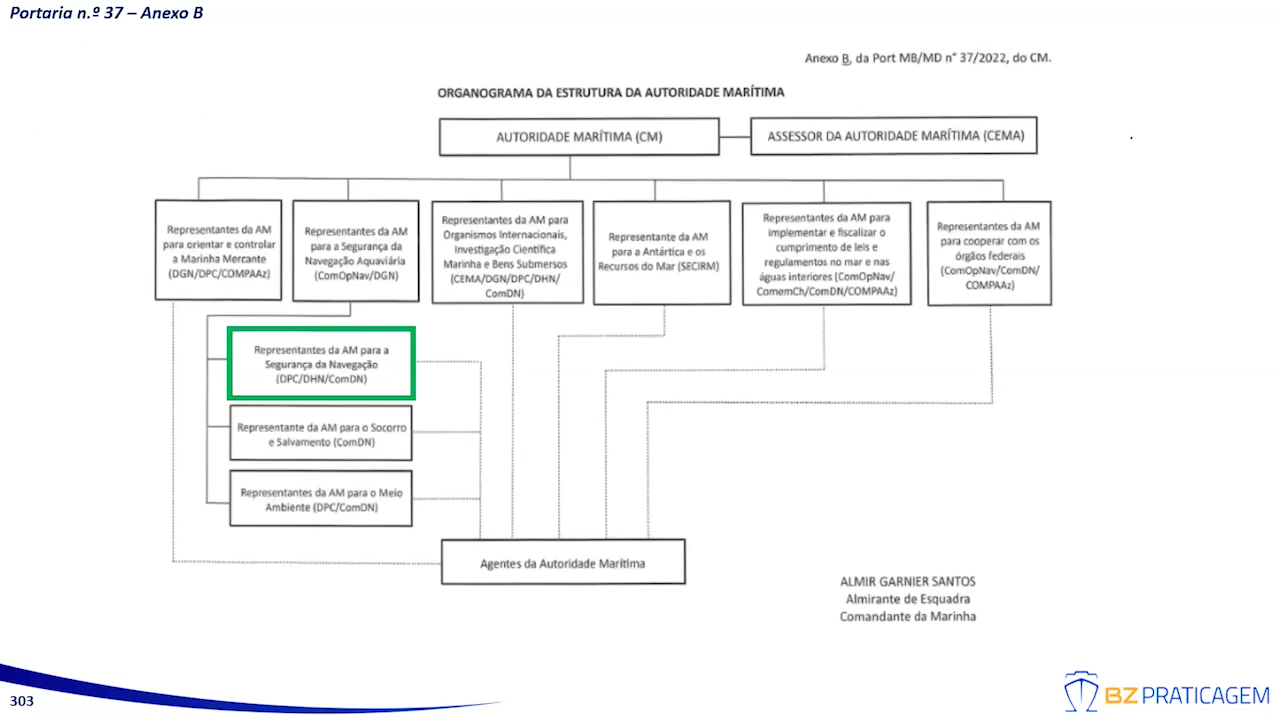 Portaria n.º 37 – Anexo B
Anexo B, da Port MB/MD n° 37/2022, do CM.
ORGANOGRAMA DA ESTRUTURA DA AUTORIDADE MARÍTIMA
AUTORIDADE MARÍTIMA (CM)
ASSESSOR DA AUTORIDADE MARÍTIMA (CEMA)
Representantes da AM
para orientar e controlar
a Marinha Mercante
(DGN/DPC/COMPAAz)
Representantes da AM
para a Segurança da
Navegação Aquaviária
(ComOpNav/DGN)
Representantes da AM para
Organismos Internacionais,
Investigação Científica
Marinha e Bens Submersos
(CEMA/DGN/DPC/DHN/
ComDN)
Representante da AM
para a Antártica e os
Recursos do Mar (SECIRM)
Representantes da AM para
implementar e fiscalizar o
cumprimento de leis e
regulamentos no mar e nas
águas interiores (ComOpNav/
ComemCh/ComDN/COMPAAz)
Representantes da AM
para cooperar com os
órgãos federais
(ComOpNav/ComDN/
COMPAAz)
Representantes da AM para a
Segurança da Navegação
(DPC/DHN/ComDN)
Representante da AM para o Socorro
e Salvamento (ComDN)
Representantes da AM para o Meio
Ambiente (DPC/ComDN)
Agentes da Autoridade Marítima
ALMIR GARNIER SANTOS
Almirante de Esquadra
Comandante da Marinha
303
BZPRATICAGEM